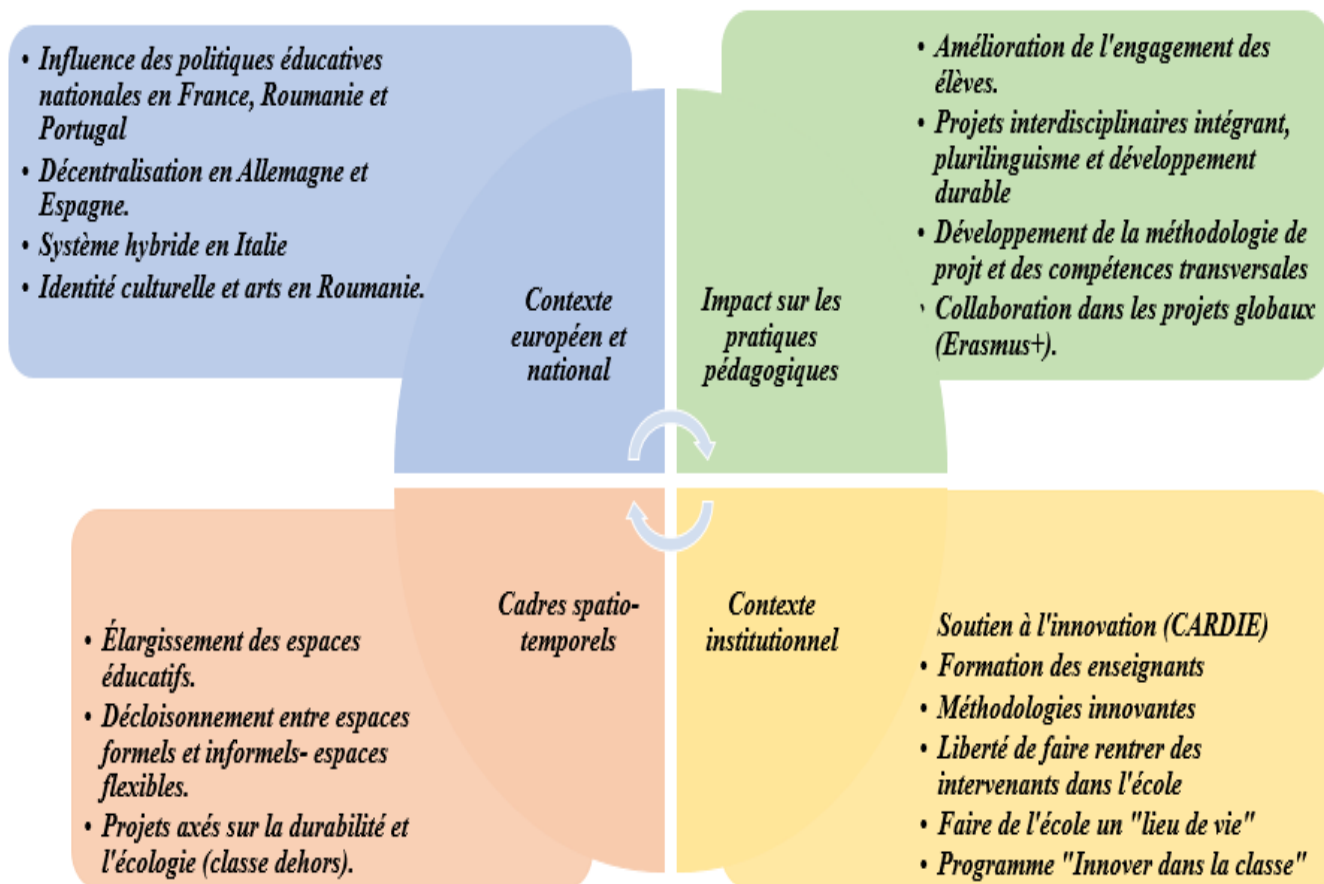 • Influence des politiques éducatives
nationales en France, Roumanie et
Portugal
• Décentralisation en Allemagne et
Espagne.
• Système hybride en Italie
• Identité culturelle et arts en Roumanie.
Contexte
européen et
national
• Amélioration de l'engagement des
élèves.
• Projets interdisciplinaires intégrant,
plurilinguisme et développement
durable
• Développement de la méthodologie de
projt et des compétences transversales
• Collaboration dans les projets globaux
(Erasmus+).
Impact sur les
pratiques
pédagogiques
Cadres spatio-
temporels
• Élargissement des espaces
éducatifs.
• Décloisonnement entre espaces
formels et informels- espaces
flexibles.
• Projets axés sur la durabilité et
l'écologie (classe dehors).
Contexte
institutionnel
Soutien à l'innovation (CARDIE)
• Formation des enseignants
• Méthodologies innovantes
• Liberté de faire rentrer des
intervenants dans l'école
• Faire de l'école un "lieu de vie"
• Programme "Innover dans la classe"